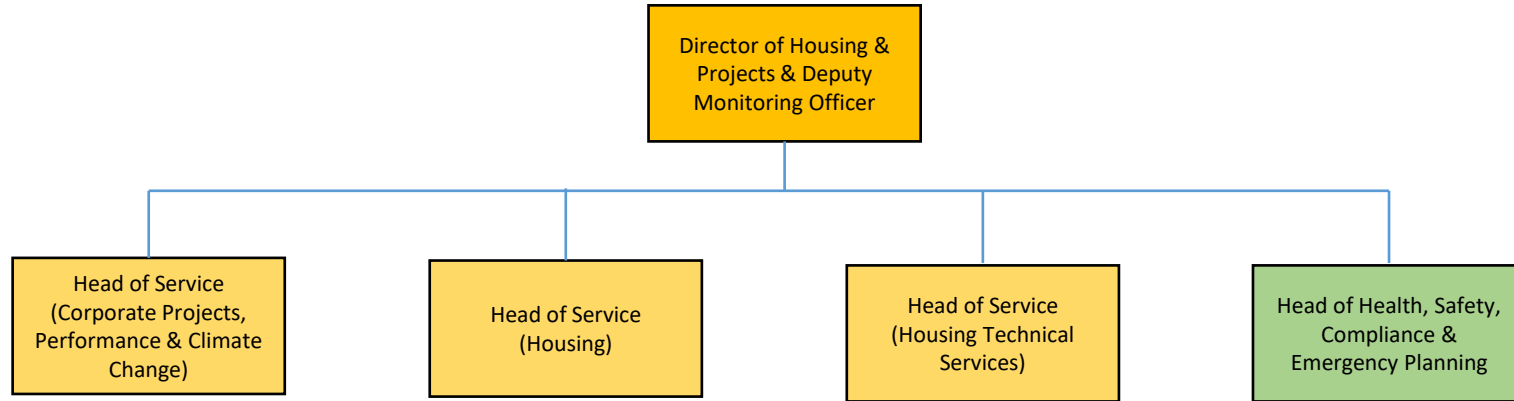 Director of Housing &
Projects & Deputy
Monitoring Officer
Head of Service
(Corporate Projects,
Performance & Climate
Change)
Head of Service
(Housing)
Head of Service
(Housing Technical
Services)
Head of Health, Safety,
Compliance &
Emergency Planning